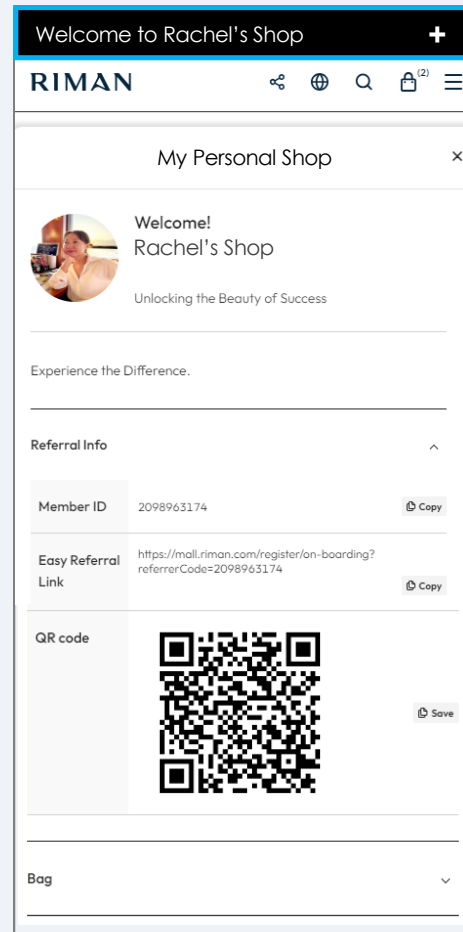 Welcome to Rachel's Shop
RIMAN
(2)
My Personal Shop
Welcome!
Rachel's Shop
Unlocking the Beauty of Success
Experience the Difference.
Referral Info
Member ID 2098963174 Copy
Easy Referral Link
https://mall.riman.com/register/on-boarding?
referrerCode=2098963174
Copy
QR code
Save
Bag